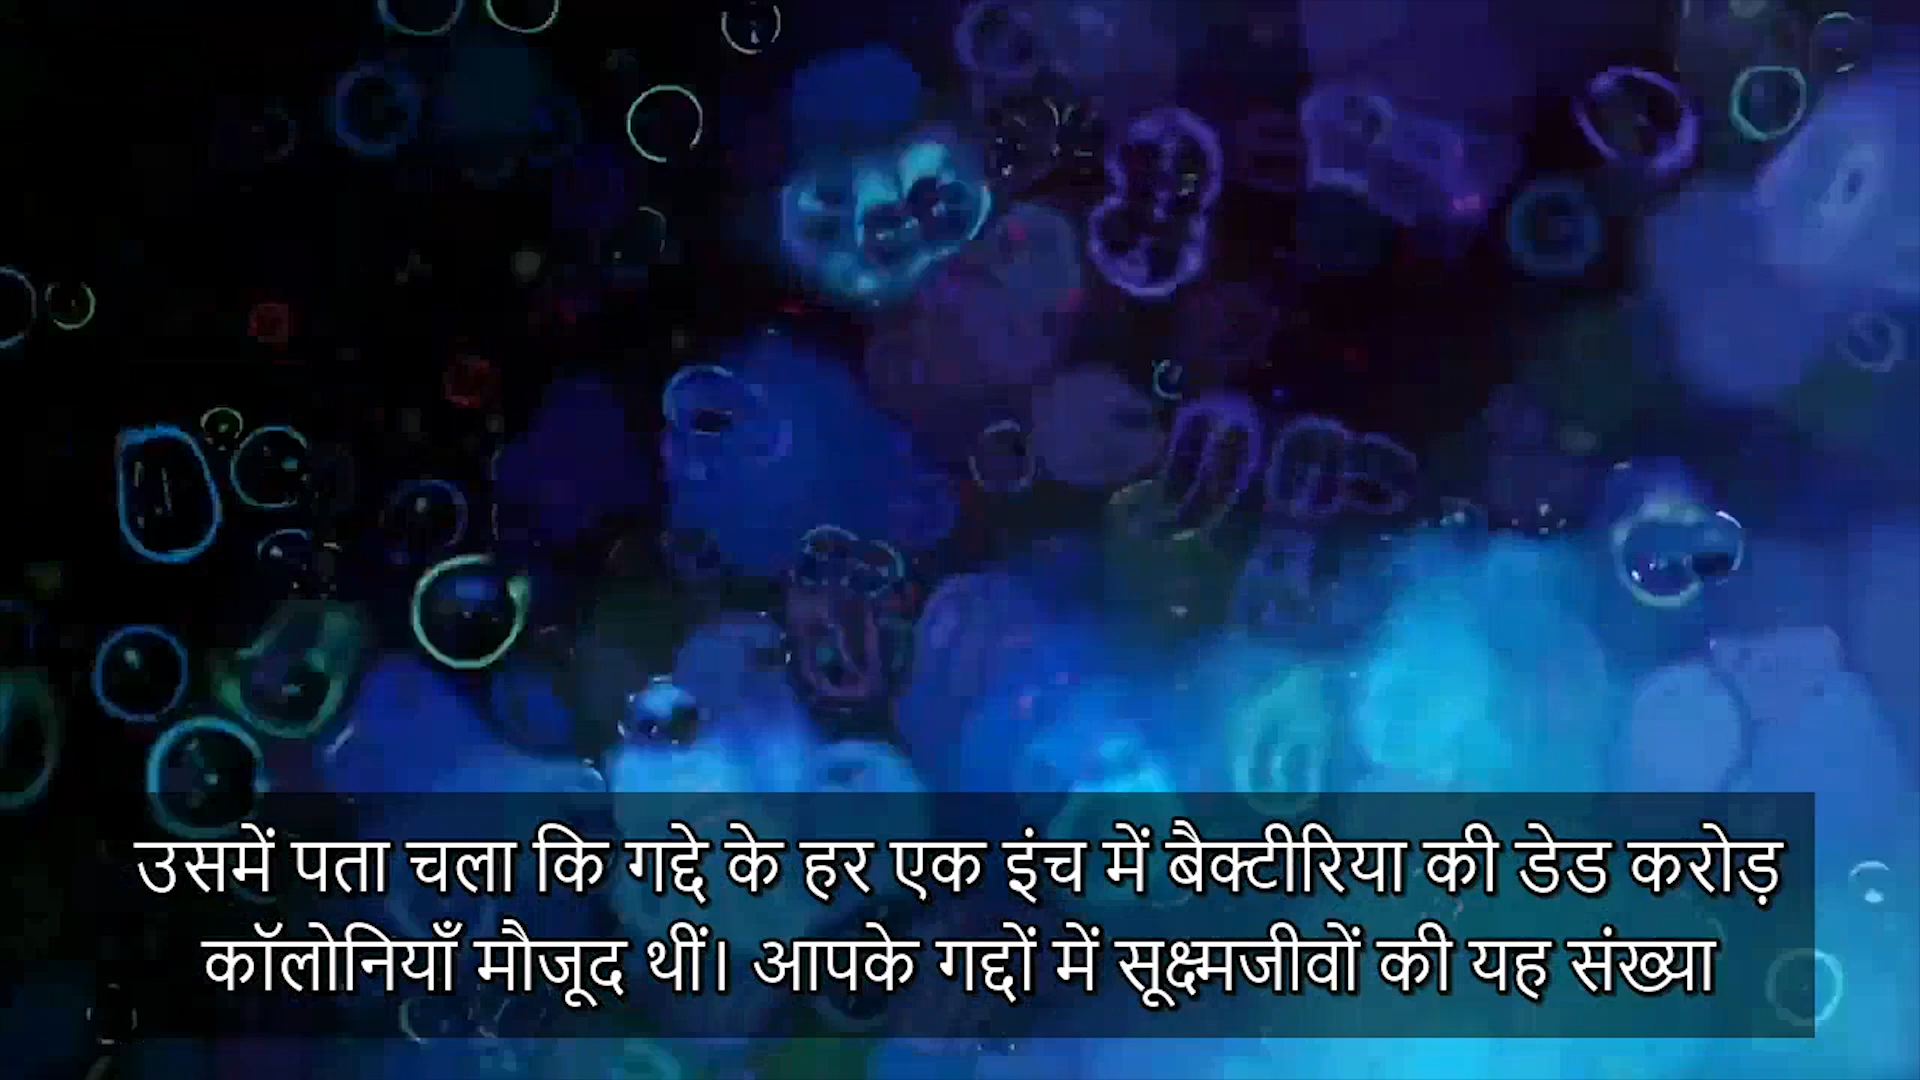 उसमें पता चला कि गद्दे के हर एक इंच में बैक्टीरिया की डेड करोड़
कॉलोनियाँ मौजूद थीं। आपके गद्दों में सूक्ष्मजीवों की यह संख्या